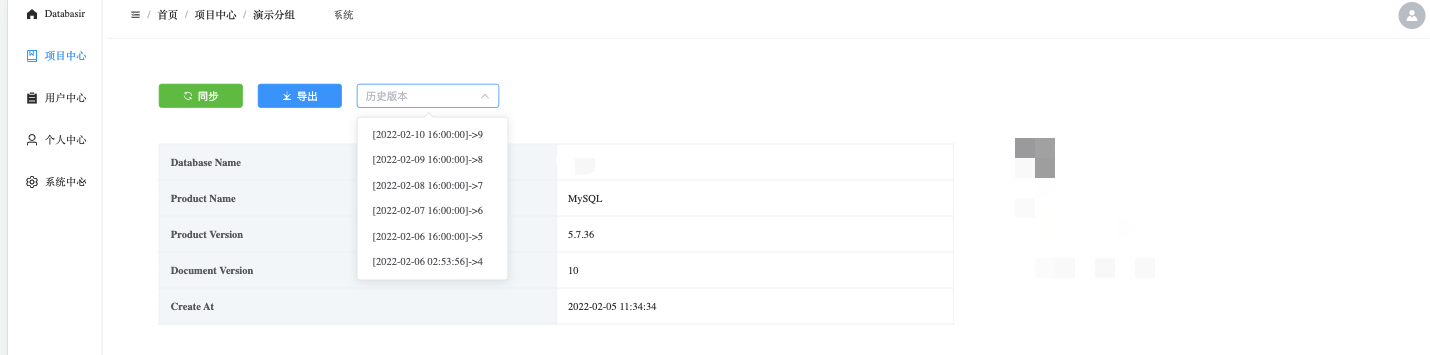 Databasir
项目中心
用户中心
个人中心
系统中心
/ 首页 / 项目中心 / 演示分组 系统
同步 导出 历史版本
[2022-02-10 16:00:00]->9
[2022-02-09 16:00:00]->8
[2022-02-08 16:00:00]->7
[2022-02-07 16:00:00]->6
[2022-02-06 16:00:00]->5
[2022-02-06 02:53:56]->4
Database Name
Product Name MySQL
Product Version 5.7.36
Document Version 10
Create At 2022-02-05 11:34:34